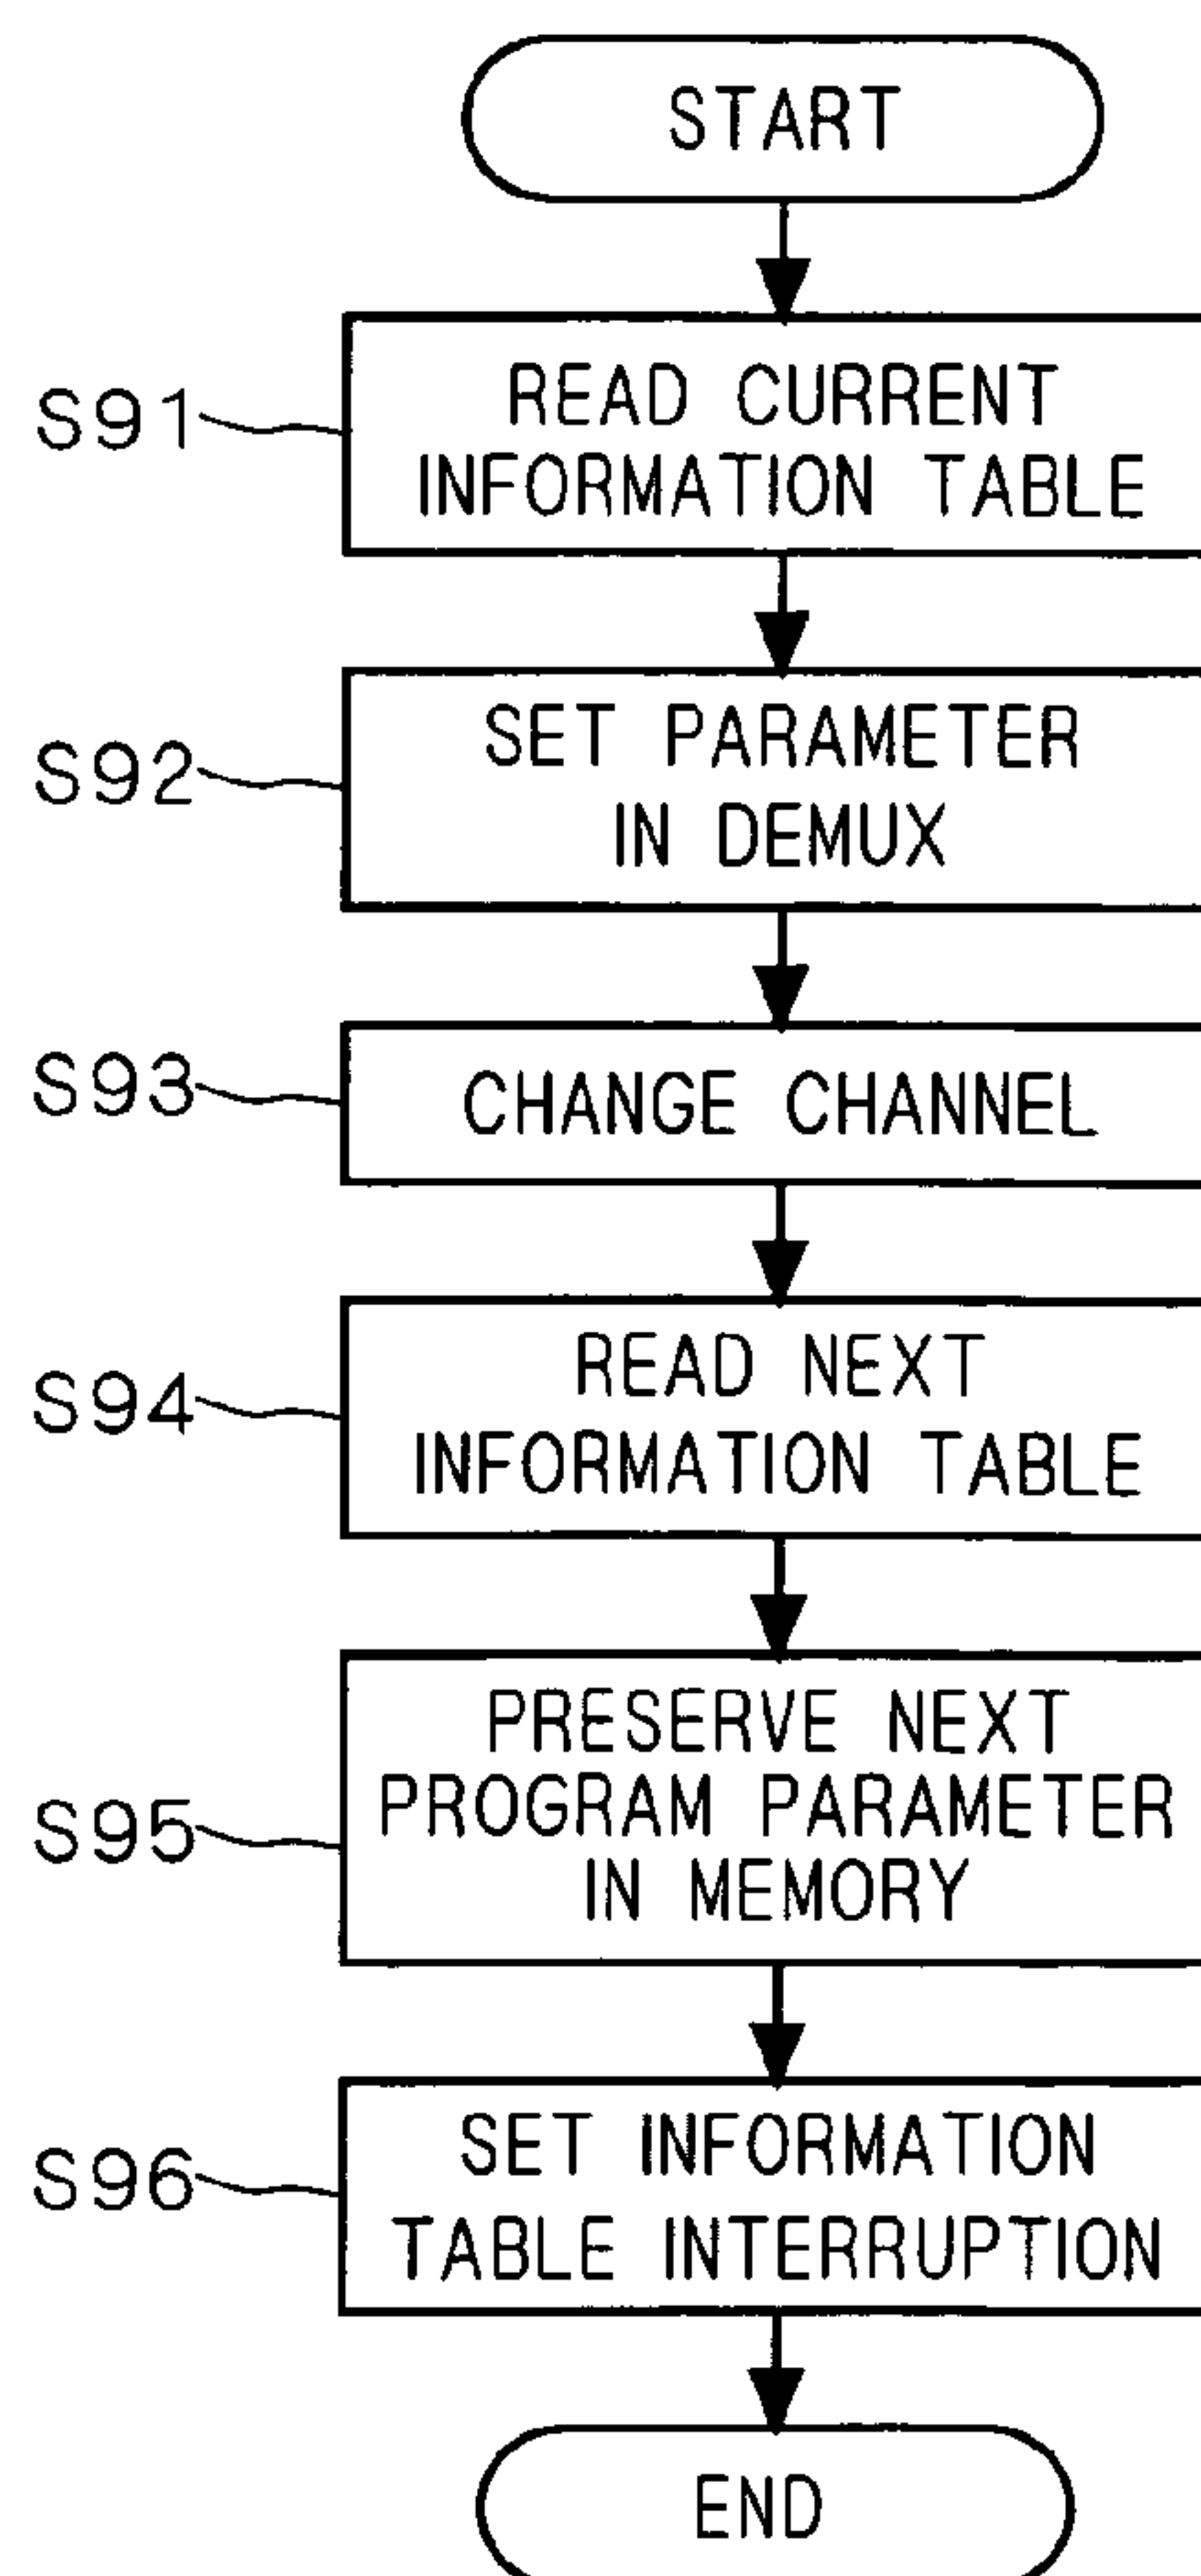 START
S91
READ CURRENT
INFORMATION TABLE
S92
SET PARAMETER
IN DEMUX
S93
CHANGE CHANNEL
S94
READ NEXT
INFORMATION TABLE
S95
PRESERVE NEXT
PROGRAM PARAMETER
IN MEMORY
S96
SET INFORMATION
TABLE INTERRUPTION
END